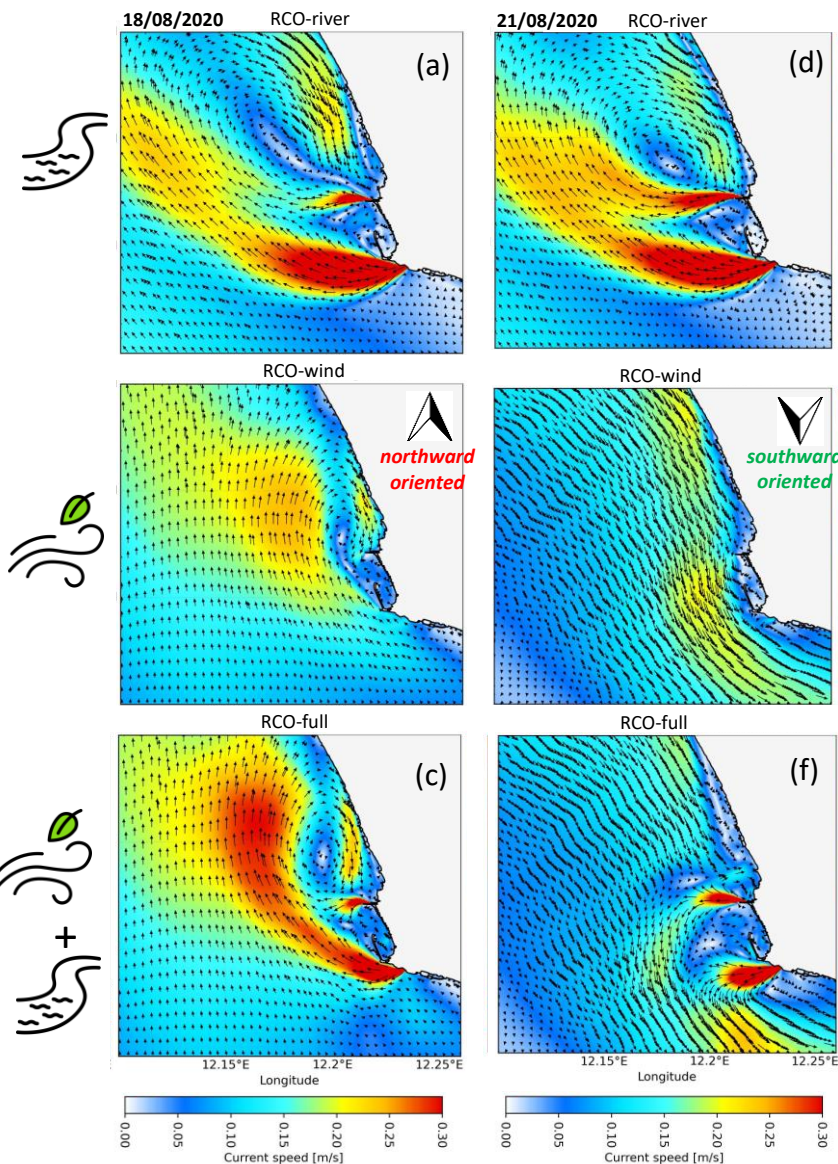 18/08/2020 RCO-river 21/08/2020 RCO-river
(a) (d)
RCO-wind RCO-wind
northward southward
oriented oriented
RCO-full RCO-full
(c) (f)
+
12.15°E 12.2°E 12.25°E 12.15°E 12.2°E 12.25°E
Longitude Longitude
0.00 0.05 0.10 0.15 0.20 0.25 0.30 0.00 0.05 0.10 0.15 0.20 0.25 0.30
Current speed [m/s] Current speed [m/s]